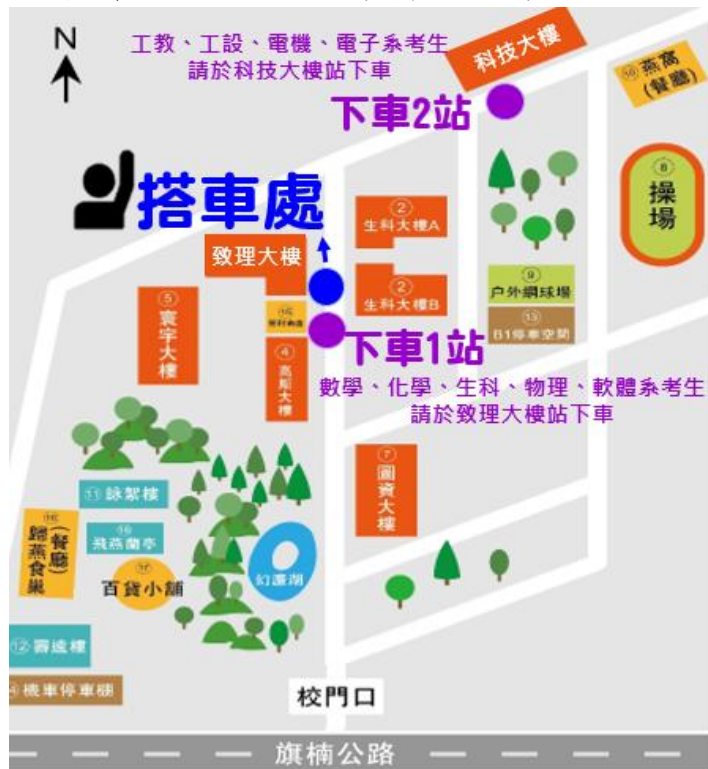 N
工教、工設、電機、電子系考生
請於科技大樓站下車
科技大樓
⑩燕窩
(餐廳)
下車2站
⑧
操場
搭車處
②
生科大樓A
致理大樓
⑨
戶外網球場
②
生科大樓B
⑬
B1停車空間
⑤
寰宇大樓
下車1站
④
高斯大樓
數學、化學、生科、物理、軟體系考生
請於致理大樓站下車
⑦
圖資大樓
⑪詠絮樓
⑯
飛燕蘭亭
(餐廳)
歸燕食巢
⑰
百貨小舖
幻瀛湖
⑫霽遠樓
機車停車棚
校門口
旗楠公路